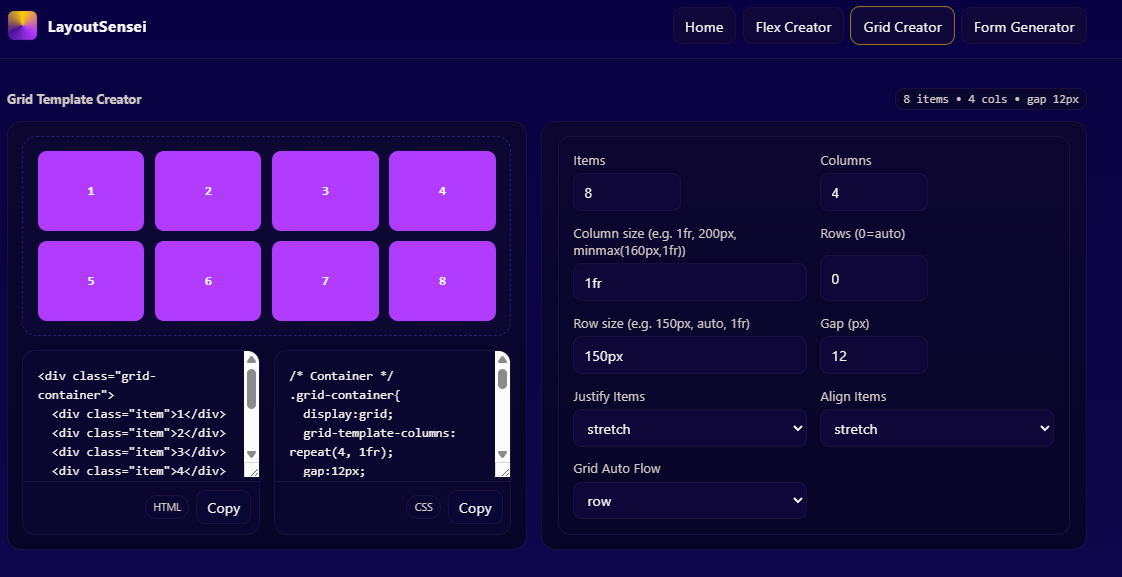 LayoutSensei
Home
Flex Creator
Grid Creator
Form Generator
Grid Template Creator
8 items • 4 cols • gap 12px
1
2
3
4
5
6
7
8
<div class="grid-
container">
<div class="item">1</div>
<div class="item">2</div>
<div class="item">3</div>
<div class="item">4</div>
HTML
Copy
/* Container */
.grid-container{
display:grid;
grid-template-columns:
repeat(4, 1fr);
gap:12px;
CSS
Copy
Items
8
Columns
4
Column size (e.g. 1fr, 200px,
minmax(160px,1fr))
1fr
Rows (0=auto)
0
Row size (e.g. 150px, auto, 1fr)
150px
Gap (px)
12
Justify Items
stretch
Align Items
stretch
Grid Auto Flow
row